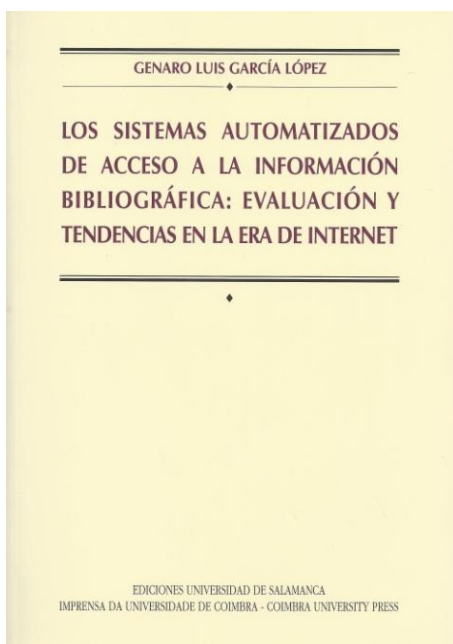 GENARO LUIS GARCÍA LÓPEZ
LOS SISTEMAS AUTOMATIZADOS
DE ACCESO A LA INFORMACIÓN
BIBLIOGRÁFICA: EVALUACIÓN Y
TENDENCIAS EN LA ERA DE INTERNET
EDICIONES UNIVERSIDAD DE SALAMANCA
IMPRENSA DA UNIVERSIDADE DE COIMBRA - COIMBRA UNIVERSITY PRESS